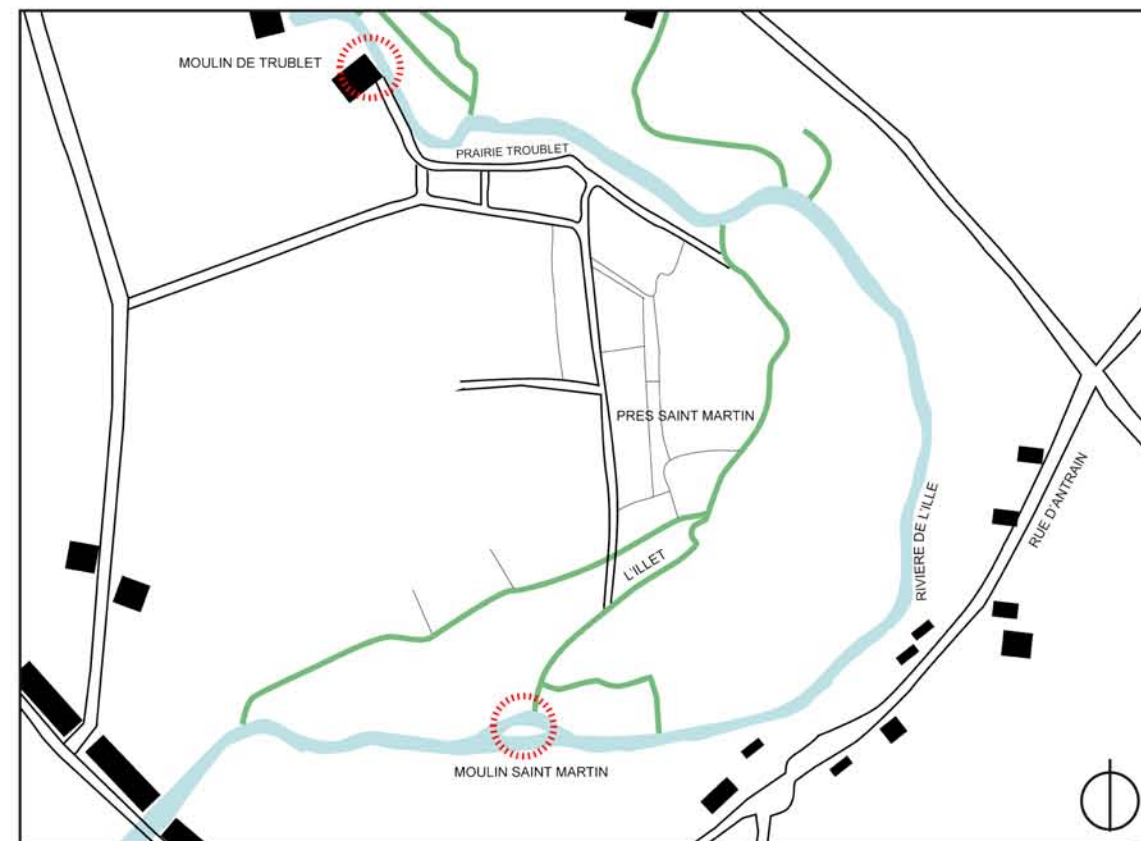 MOULIN DE TRUBLET
PRAIRIE TROUBLET
PRES SAINT MARTIN
L'ILLET
RIVIERE DE L'ILLE
RUE D'ANTRAIN
MOULIN SAINT MARTIN